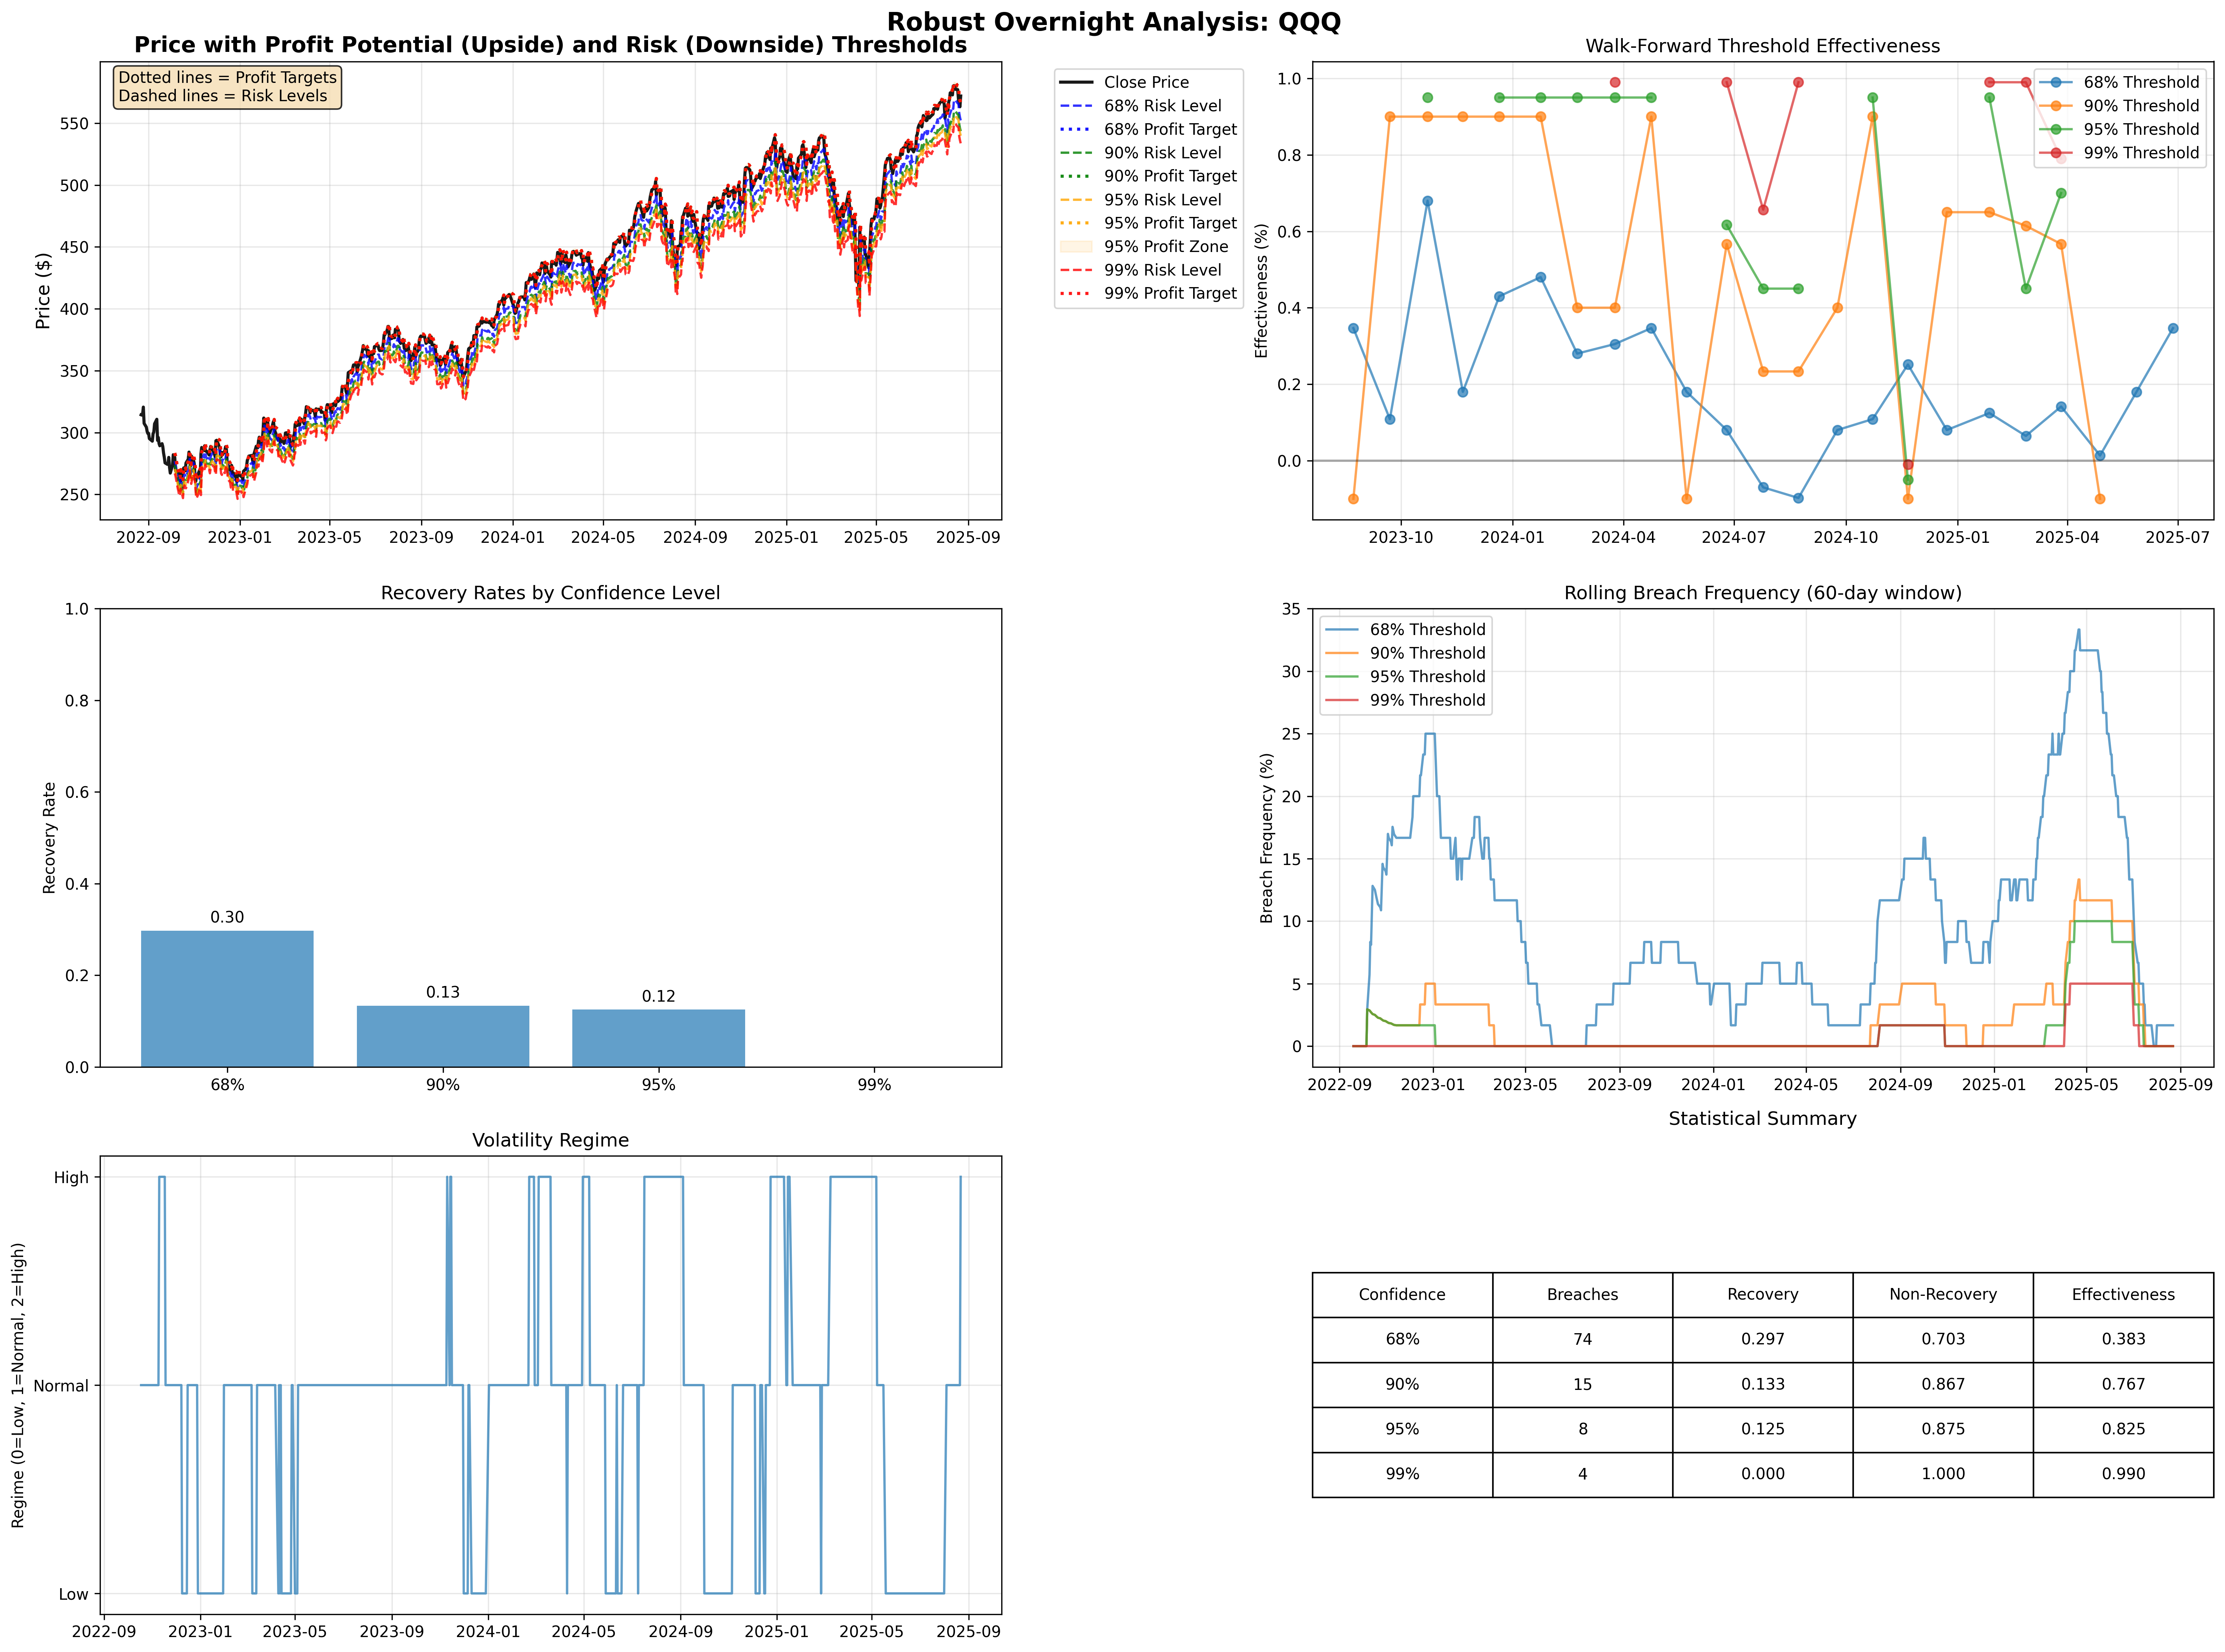 Robust Overnight Analysis: QQQ
Price with Profit Potential (Upside) and Risk (Downside) Thresholds
Dotted lines = Profit Targets
Dashed lines = Risk Levels
Price ($)
550
500
450
400
350
300
250
2022-09 2023-01 2023-05 2023-09 2024-01 2024-05 2024-09 2025-01 2025-05 2025-09
Close Price
68% Risk Level
68% Profit Target
90% Risk Level
90% Profit Target
95% Risk Level
95% Profit Target
95% Profit Zone
99% Risk Level
99% Profit Target
Walk-Forward Threshold Effectiveness
Effectiveness (%)
1.0
0.8
0.6
0.4
0.2
0.0
68% Threshold
90% Threshold
95% Threshold
99% Threshold
2023-10 2024-01 2024-04 2024-07 2024-10 2025-01 2025-04 2025-07
Recovery Rates by Confidence Level
Recovery Rate
1.0
0.8
0.6
0.4
0.2
0.0
0.30
0.13
0.12
68% 90% 95% 99%
Rolling Breach Frequency (60-day window)
Breach Frequency (%)
35
30
25
20
15
10
5
0
68% Threshold
90% Threshold
95% Threshold
99% Threshold
2022-09 2023-01 2023-05 2023-09 2024-01 2024-05 2024-09 2025-01 2025-05 2025-09
Volatility Regime
Regime (0=Low, 1=Normal, 2=High)
High
Normal
Low
2022-09 2023-01 2023-05 2023-09 2024-01 2024-05 2024-09 2025-01 2025-05 2025-09
Statistical Summary
Confidence Breaches Recovery Non-Recovery Effectiveness
68% 74 0.297 0.703 0.383
90% 15 0.133 0.867 0.767
95% 8 0.125 0.875 0.825
99% 4 0.000 1.000 0.990